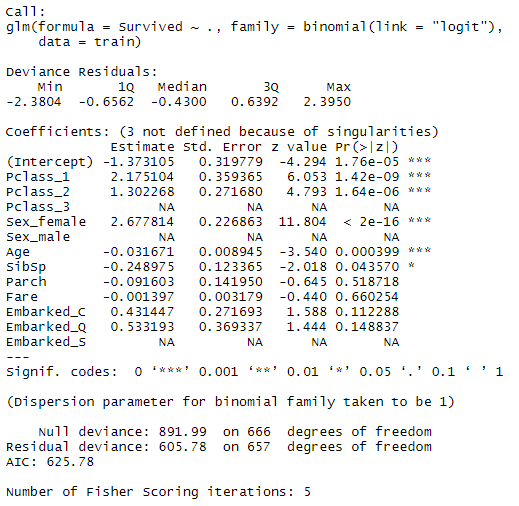 Call:
glm(formula = Survived ~ ., family = binomial(link = "logit"),
    data = train)
Deviance Residuals:
    Min       1Q   Median       3Q      Max
-2.3804  -0.6562  -0.4300   0.6392   2.3950
Coefficients: (3 not defined because of singularities)
             Estimate Std. Error z value Pr(>|z|)
(Intercept) -1.373105   0.319779  -4.294 1.76e-05 ***
Pclass_1     2.175104   0.359365   6.053 1.42e-09 ***
Pclass_2     1.302268   0.271680   4.793 1.64e-06 ***
Pclass_3           NA         NA      NA       NA
Sex_female   2.677814   0.226863  11.804  < 2e-16 ***
Sex_male           NA         NA      NA       NA
Age         -0.031671   0.008945  -3.540 0.000399 ***
SibSp       -0.248975   0.123365  -2.018 0.043570 *
Parch       -0.091603   0.141950  -0.645 0.518718
Fare        -0.001397   0.003179  -0.440 0.660254
Embarked_C   0.431447   0.271693   1.588 0.112288
Embarked_Q   0.533193   0.369337   1.444 0.148837
Embarked_S         NA         NA      NA       NA
---
Signif. codes:  0 ‘***’ 0.001 ‘**’ 0.01 ‘*’ 0.05 ‘.’ 0.1 ‘ ’ 1
(Dispersion parameter for binomial family taken to be 1)
    Null deviance: 891.99  on 666  degrees of freedom
Residual deviance: 605.78  on 657  degrees of freedom
AIC: 625.78
Number of Fisher Scoring iterations: 5